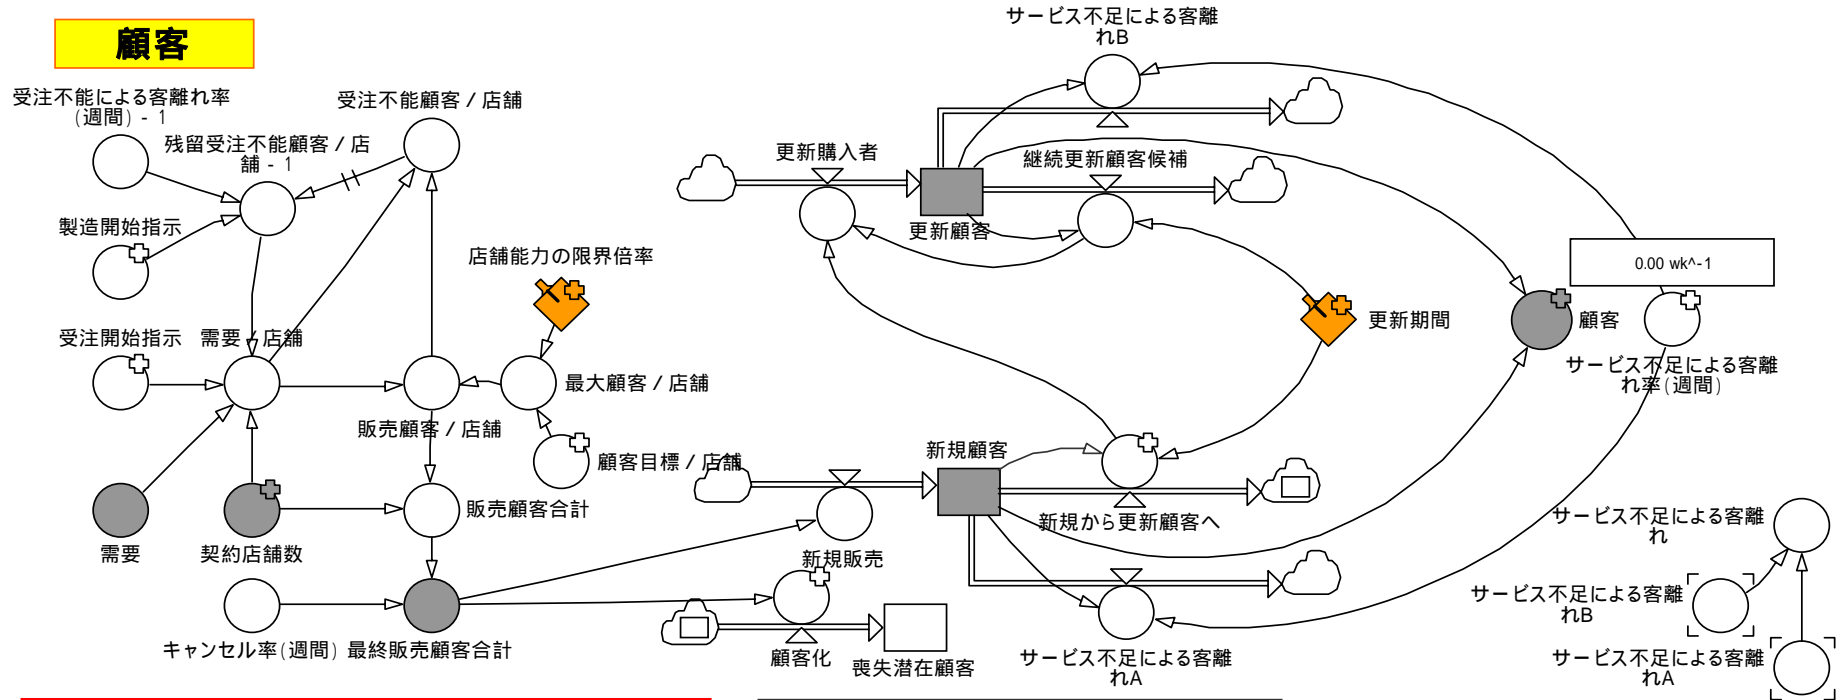 顧客
サービス不足による客離
れB
受注不能による客離れ率
(週間) - 1
受注不能顧客 / 店舗
残留受注不能顧客 / 店
舗 - 1
更新購入者
継続更新顧客候補
製造開始指示
更新顧客
店舗能力の限界倍率
0.00 wk^-1
受注開始指示
需要 / 店舗
更新期間
顧客
サービス不足による客離
れ率(週間)
最大顧客 / 店舗
販売顧客 / 店舗
新規顧客
顧客目標 / 店舗
販売顧客合計
新規から更新顧客へ
サービス不足による客離
れ
需要
契約店舗数
新規販売
サービス不足による客離
れB
キャンセル率(週間)
最終販売顧客合計
顧客化
喪失潜在顧客
サービス不足による客離
れA
サービス不足による客離
れA